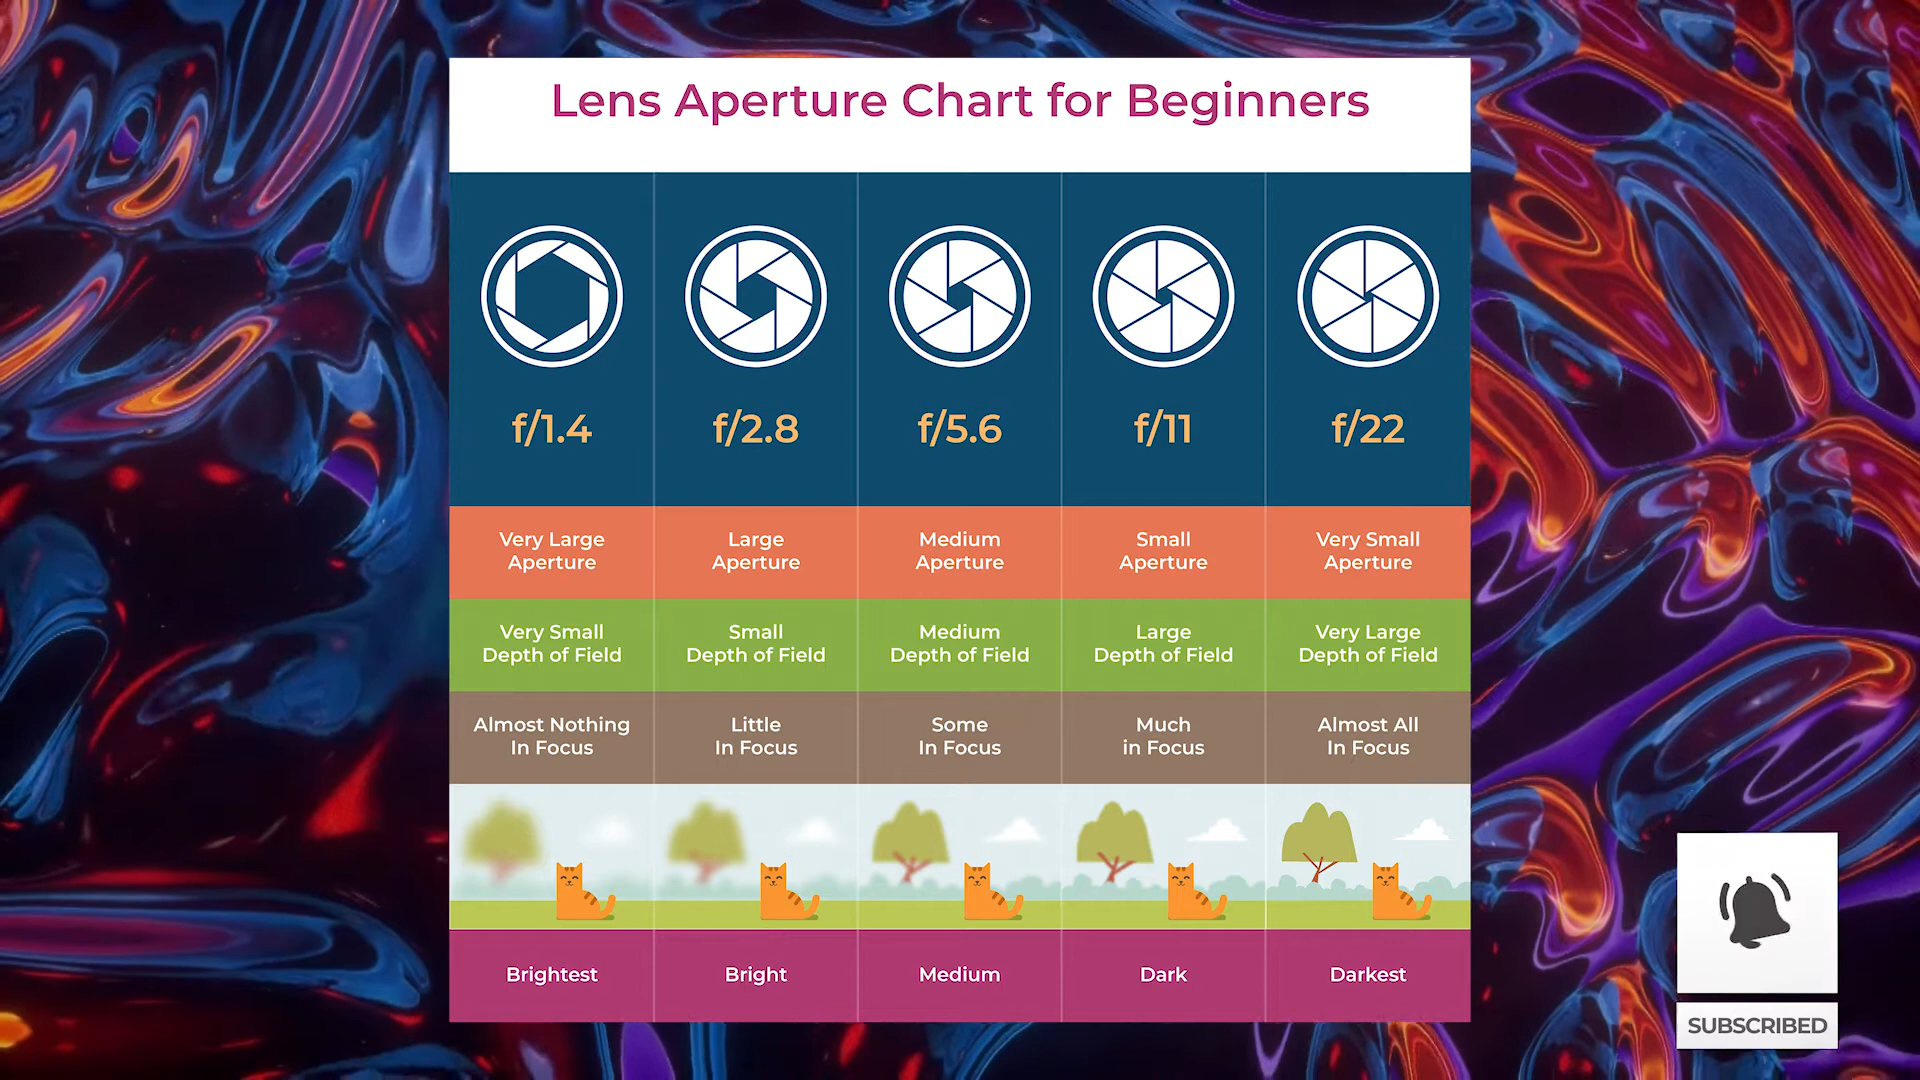 Lens Aperture Chart for Beginners
f/1.4
f/2.8
f/5.6
f/11
f/22
Very Large
Aperture
Large
Aperture
Medium
Aperture
Small
Aperture
Very Small
Aperture
Very Small
Depth of Field
Small
Depth of Field
Medium
Depth of Field
Large
Depth of Field
Very Large
Depth of Field
Almost Nothing
In Focus
Little
In Focus
Some
In Focus
Much
in Focus
Almost All
In Focus
Brightest
Bright
Medium
Dark
Darkest
SUBSCRIBED